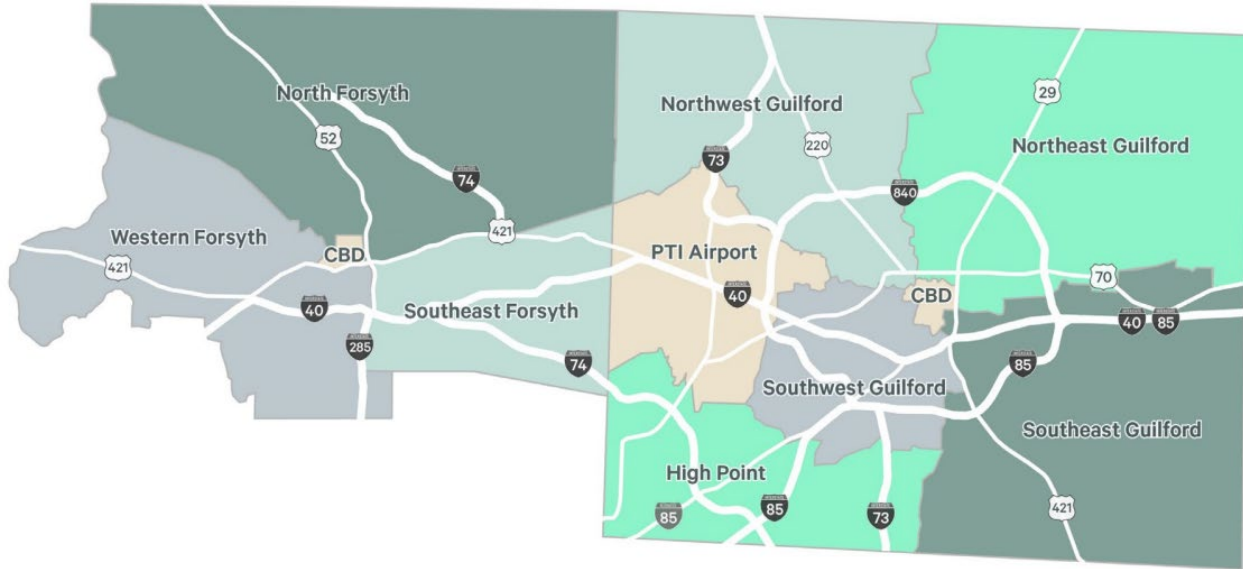 North Forsyth
Northwest Guilford
29
52
220
Northeast Guilford
73
74
840
421
Western Forsyth
CBD
PTI Airport
421
70
40
CBD
40
Southeast Forsyth
40
85
285
74
85
Southwest Guilford
Southeast Guilford
High Point
85
85
73
421